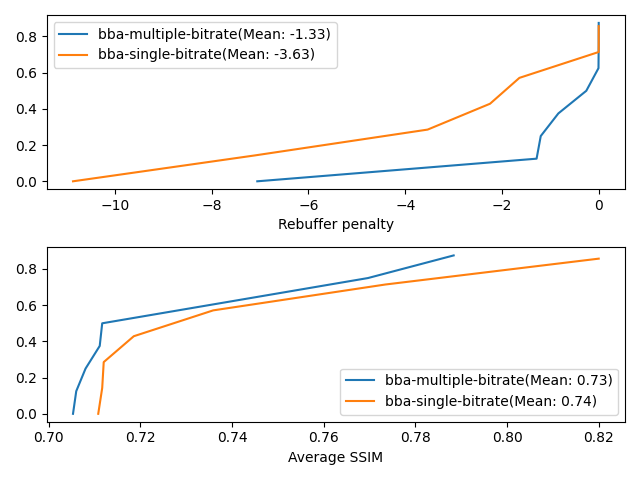 bba-multiple-bitrate(Mean: -1.33)
bba-single-bitrate(Mean: -3.63)
0.8
0.6
0.4
0.2
0.0
−10 −8 −6 −4 −2 0
Rebuffer penalty
0.8
0.6
0.4
0.2
0.0
bba-multiple-bitrate(Mean: 0.73)
bba-single-bitrate(Mean: 0.74)
0.70 0.72 0.74 0.76 0.78 0.80 0.82
Average SSIM